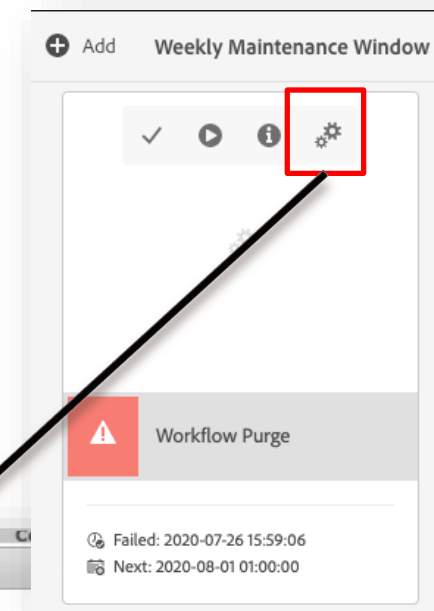 Add Weekly Maintenance Window
Workflow Purge
Failed: 2020-07-26 15:59:06
Next: 2020-08-01 01:00:00